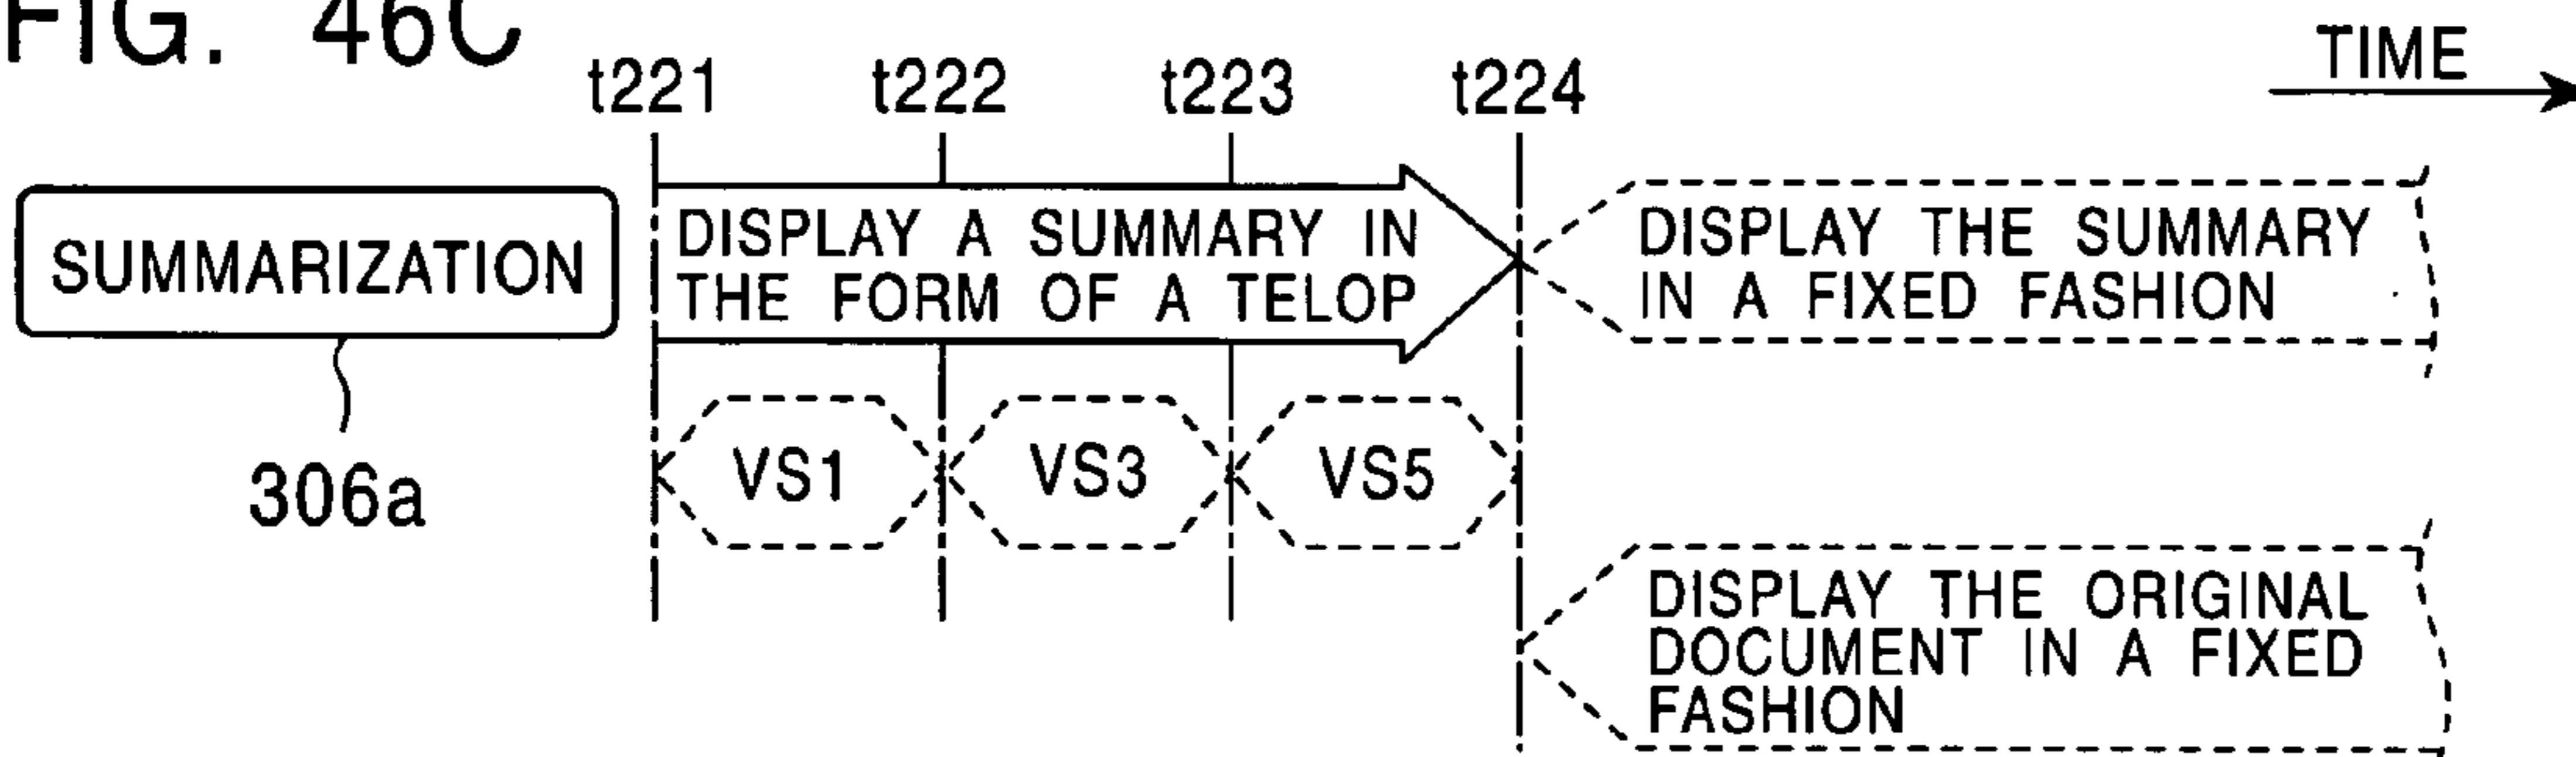 FIG. 46C
TIME
t221 t222 t223 t224
SUMMARIZATION
DISPLAY A SUMMARY IN
THE FORM OF A TELOP
DISPLAY THE SUMMARY
IN A FIXED FASHION
306a
VS1 VS3 VS5
DISPLAY THE ORIGINAL
DOCUMENT IN A FIXED
FASHION